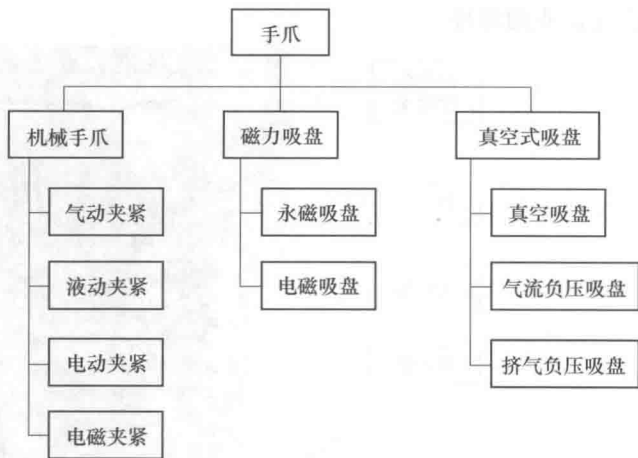 手爪
机械手爪
磁力吸盘
真空式吸盘
气动夹紧
永磁吸盘
真空吸盘
液动夹紧
电磁吸盘
气流负压吸盘
电动夹紧
挤气负压吸盘
电磁夹紧